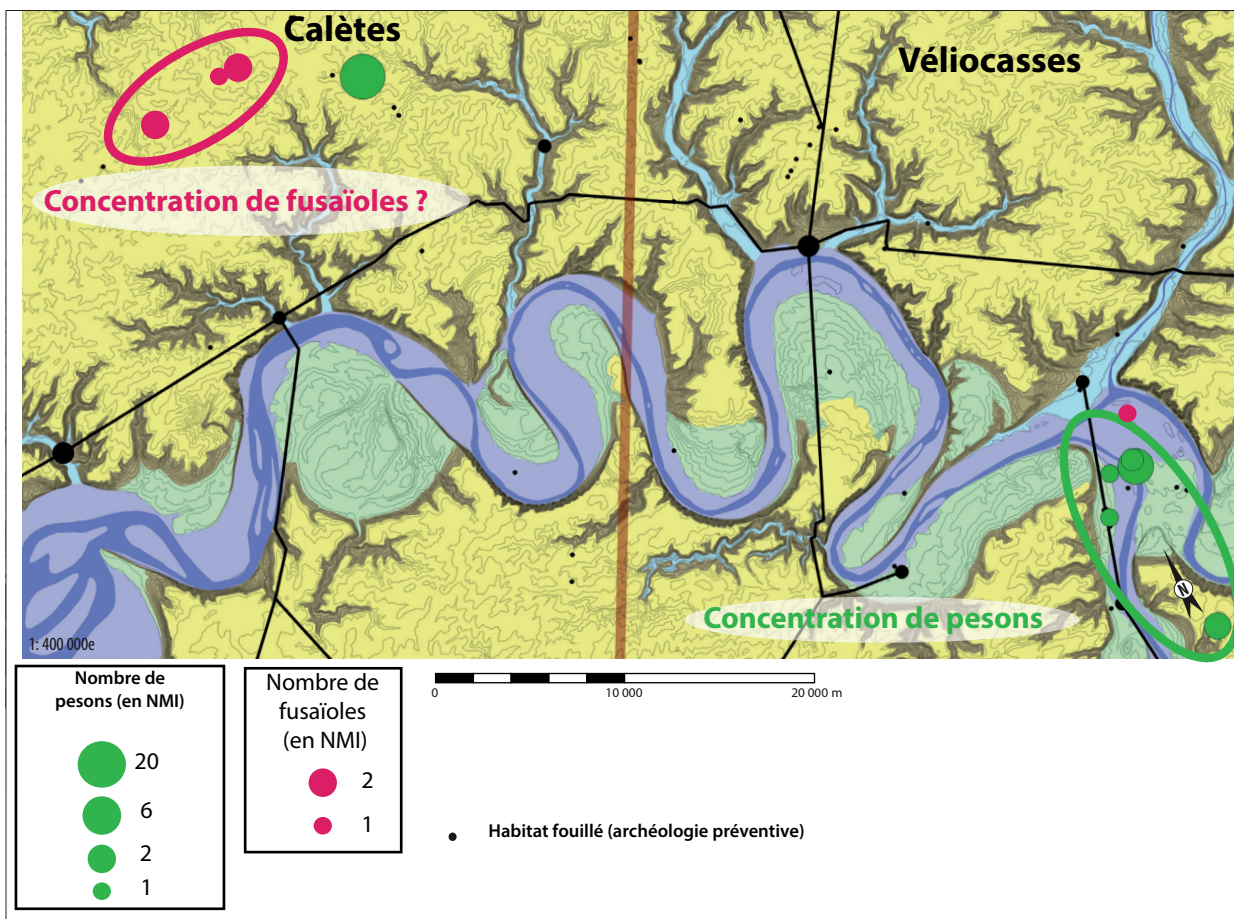 Calètes
Véliocasses
Concentration de fusaïoles ?
Concentration de pesons
N
1: 400 000e
Nombre de
pesons (en NMI)
20
6
2
1
Nombre de
fusaïoles
(en NMI)
2
1
0
10 000
20 000 m
Habitat fouillé (archéologie préventive)